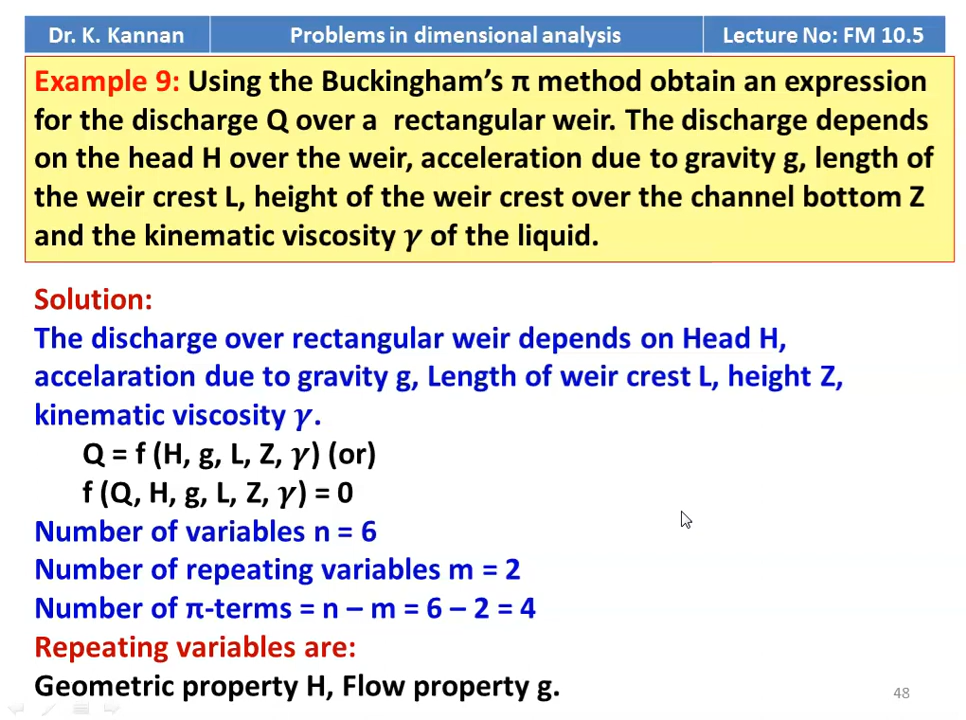 Dr. K. Kannan Problems in dimensional analysis Lecture No: FM 10.5
Example 9: Using the Buckingham's π method obtain an expression
for the discharge Q over a rectangular weir. The discharge depends
on the head H over the weir, acceleration due to gravity g, length of
the weir crest L, height of the weir crest over the channel bottom Z
and the kinematic viscosity γ of the liquid.
Solution:
The discharge over rectangular weir depends on Head H,
accelaration due to gravity g, Length of weir crest L, height Z,
kinematic viscosity γ.
Q = f (H, g, L, Z, γ) (or)
f (Q, H, g, L, Z, γ) = 0
Number of variables n = 6
Number of repeating variables m = 2
Number of π-terms = n – m = 6 – 2 = 4
Repeating variables are:
Geometric property H, Flow property g.
48